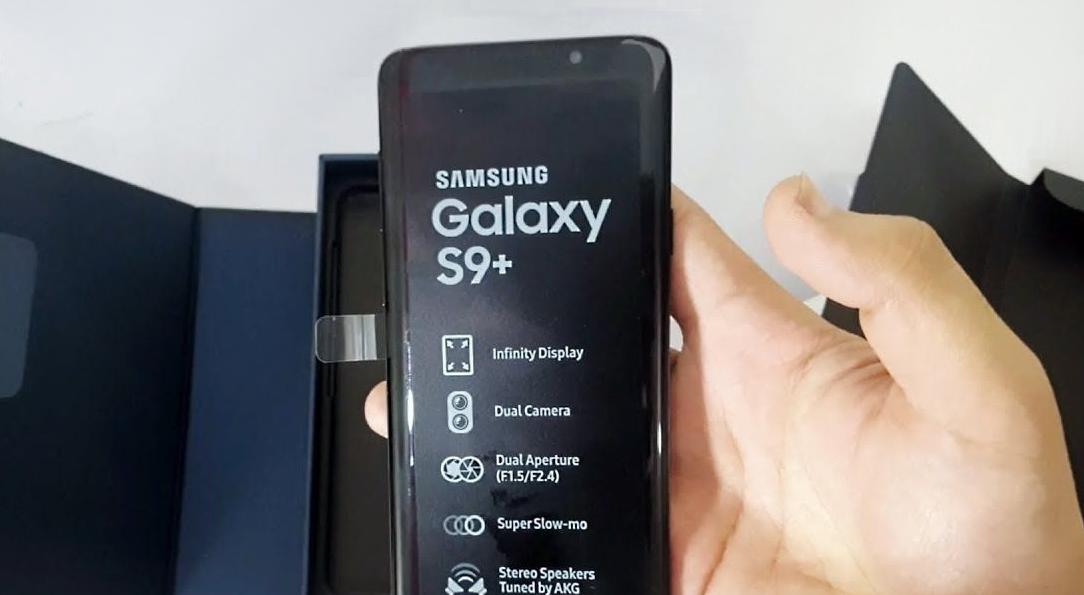 SAMSUNG
Galaxy
S9+
Infinity Display
Dual Camera
Dual Aperture
(F1.5/F2.4)
Super Slow-mo
Stereo Speakers
Tuned by AKG